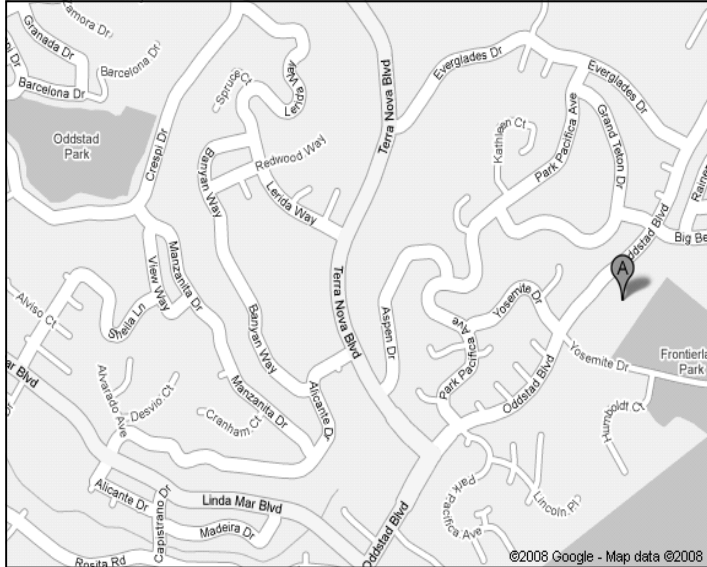 Zamora Dr
Granada Dr
Barcelona Dr
Barcelona Dr
Oddstad
Park
Crespi Dr
Spruce Ct
Lerida Way
Terra Nova Blvd
Everglades Dr
Everglades Dr
Banyan Way
Redwood Way
Lerida Way
Kathleen Ct
Park Pacifica Ave
Grand Teton Dr
Oddstad Blvd
Big Be
A
View Way
Manzanita Dr
Sheila Ln
Alviso Ct
Terra Nova Blvd
Banyan Way
Aspen Dr
Yosemite Dr
Park Pacifica Ave
Yosemite Dr
Frontierla
Park
ar Blvd
Alvarado Ave
Desvio Ct
Cranham Ct
Manzanita Dr
Alicante Dr
Oddstad Blvd
Humboldt Ct
Alicante Dr
Capistrano Dr
Linda Mar Blvd
Madeira Dr
Rosita Rd
Oddstad Blvd
Park Pacifica Ave
Lincoln Pl
©2008 Google - Map data ©2008